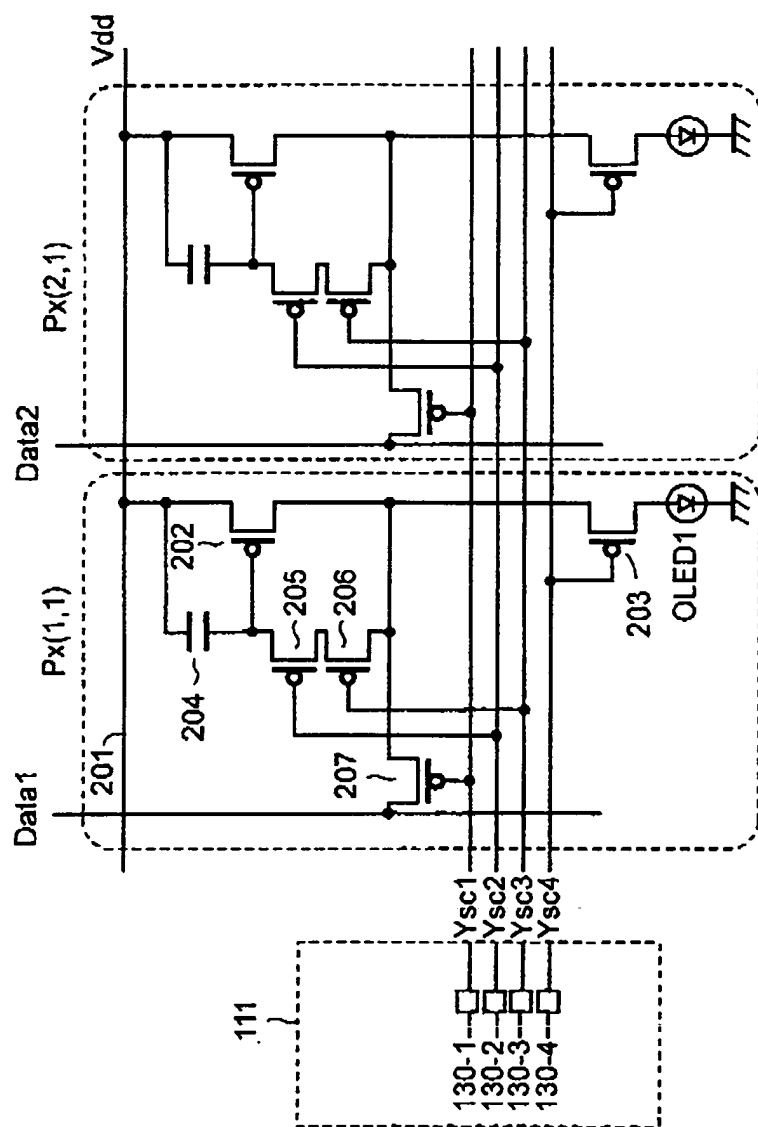 Vdd
Data1
Px(1,1)
Data2
Px(2,1)
201
204
202
205
206
207
203
OLED1
111
130-1
Ysc1
130-2
Ysc2
130-3
Ysc3
130-4
Ysc4